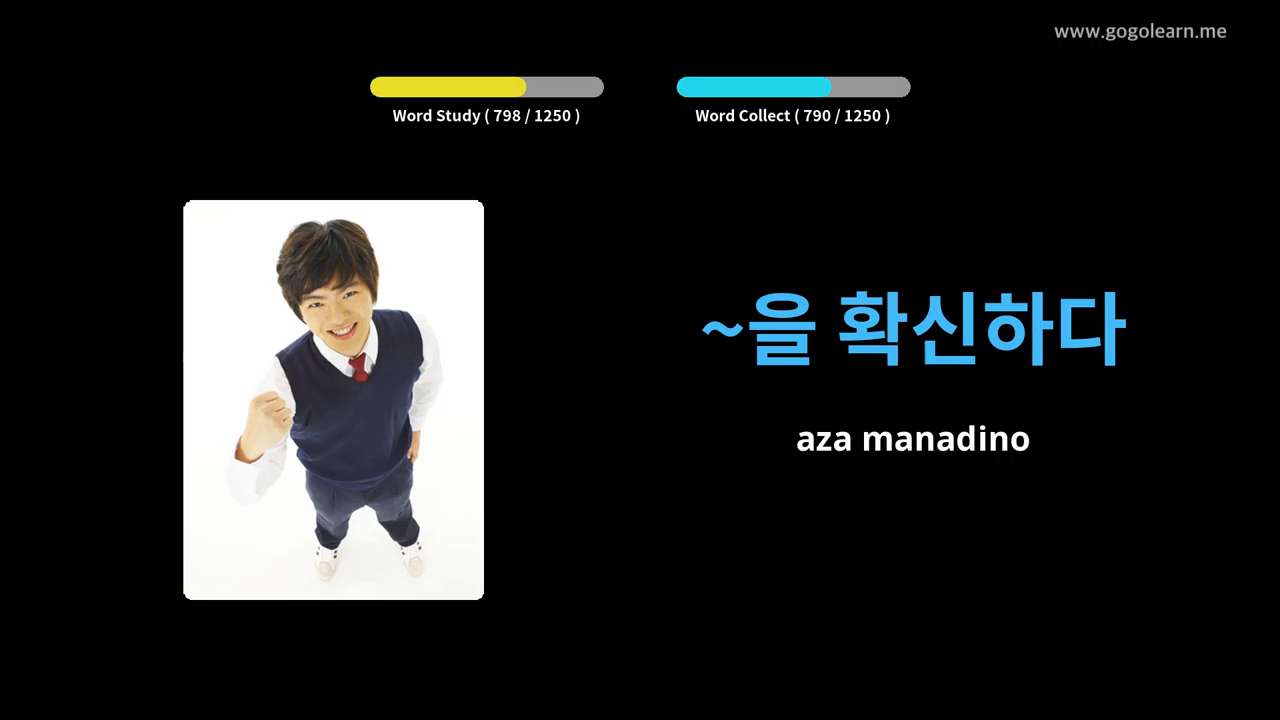 www.gogolearn.me
Word Study ( 798 / 1250 )
Word Collect ( 790 / 1250 )
~을 확신하다
aza manadino